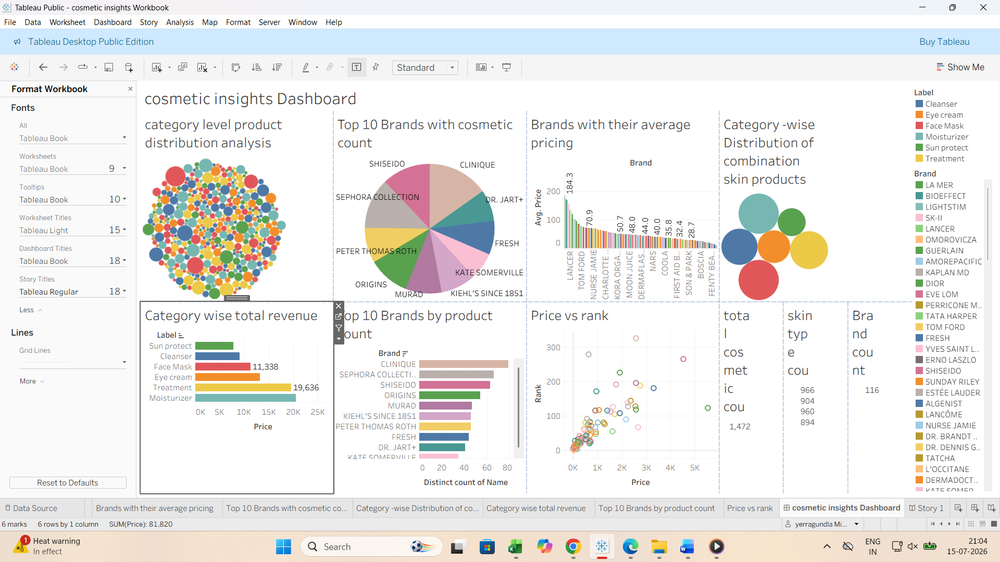 Tableau Public - cosmetic insights Workbook
File Data Worksheet Dashboard Story Analysis Map Format Server Window Help
Tableau Desktop Public Edition
Buy Tableau
Standard
Show Me
Format Workbook
Fonts
All
Tableau Book
Worksheets
Tableau Book 9
Tooltips
Tableau Book 10
Worksheet Titles
Tableau Light 15
Dashboard Titles
Tableau Book 18
Story Titles
Tableau Regular 18
Less
Lines
Grid Lines
More
Reset to Defaults
cosmetic insights Dashboard
category level product
distribution analysis
Top 10 Brands with cosmetic
count
SHISEIDO
CLINIQUE
SEPHORA COLLECTION
DR. JART+
PETER THOMAS ROTH
FRESH
ORIGINS
KATE SOMERVILLE
MURAD
KIEHL'S SINCE 1851
Brands with their average
pricing
Brand
Avg. Price
200
100
0
184.3
70.9
50.7
48.0
44.0
40.0
35.8
32.4
28.7
LANCER
TOM FORD
NURSE JAMIE
CHARLOTTE ..
KORA ORGA..
MOON JUICE
DERMAFLAS..
NARS
COOLA
FIRST AID B..
SON & PARK
BOSCIA
FENTY BEA..
Category -wise
Distribution of
combination
skin products
Category wise total revenue
Label
Sun protect
Cleanser
Face Mask 11,338
Eye cream
Treatment 19,636
Moisturizer
0K 5K 10K 15K 20K 25K
Price
Top 10 Brands by product
count
Brand
CLINIQUE
SEPHORA COLLECTI..
SHISEIDO
ORIGINS
MURAD
KIEHL'S SINCE 1851
PETER THOMAS ROTH
FRESH
DR. JART+
KATE SOMERVILLE
0 20 40 60 80
Distinct count of Name
Price vs rank
Rank
300
200
100
0
0K 1K 2K 3K 4K 5K
Price
tota
l
cos
met
ic
cou
1,472
skin
typ
e
cou
966
904
960
894
Bra
nd
cou
nt
116
Label
Cleanser
Eye cream
Face Mask
Moisturizer
Sun protect
Treatment
Brand
LA MER
BIOEFFECT
LIGHTSTIM
SK-II
LANCER
OMOROVICZA
GUERLAIN
AMOREPACIFIC
KAPLAN MD
DIOR
EVE LOM
PERRICONE M..
TATA HARPER
TOM FORD
FRESH
YVES SAINT L..
ERNO LASZLO
SHISEIDO
SUNDAY RILEY
ESTÉE LAUDER
ALGENIST
LANCÔME
NURSE JAMIE
DR. BRANDT ..
DR. DENNIS G..
TATCHA
L'OCCITANE
DERMADOCT..
KATE SOMER..
Data Source
Brands with their average pricing
Top 10 Brands with cosmetic co...
Category -wise Distribution of co...
Category wise total revenue
Top 10 Brands by product count
Price vs rank
cosmetic insights Dashboard
Story 1
6 marks 6 rows by 1 column SUM(Price): 81,820
yerragundla Mi...
1
Heat warning
In effect
Search
ENG
IN
21:04
15-07-2026